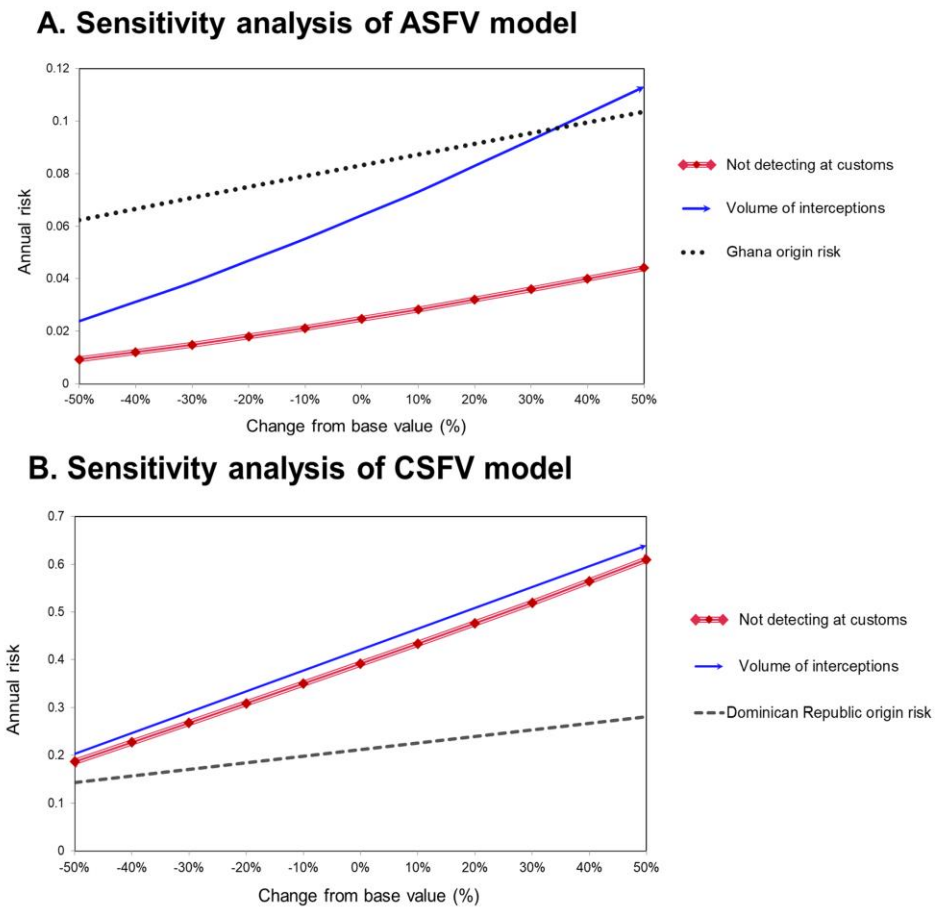 A. Sensitivity analysis of ASFV model
0.12
0.1
0.08
0.06
0.04
0.02
0
Annual risk
-50% -40% -30% -20% -10% 0% 10% 20% 30% 40% 50%
Change from base value (%)
Not detecting at customs
Volume of interceptions
Ghana origin risk
B. Sensitivity analysis of CSFV model
0.7
0.6
0.5
0.4
0.3
0.2
0.1
0
Annual risk
-50% -40% -30% -20% -10% 0% 10% 20% 30% 40% 50%
Change from base value (%)
Not detecting at customs
Volume of interceptions
Dominican Republic origin risk